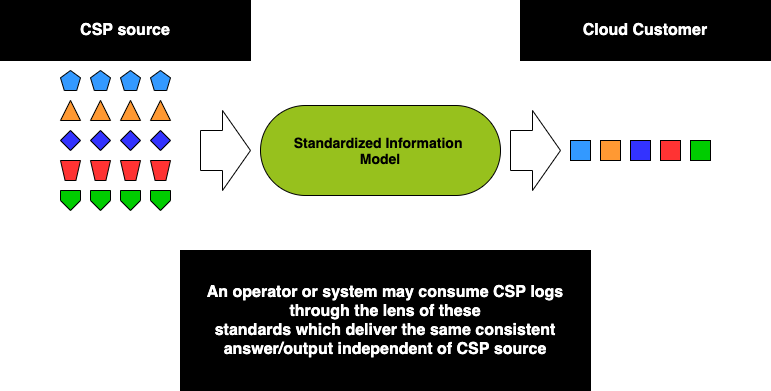 CSP source
Cloud Customer
Standardized Information
Model
An operator or system may consume CSP logs
through the lens of these
standards which deliver the same consistent
answer/output independent of CSP source